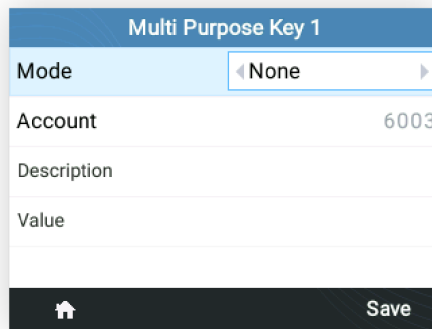 Multi Purpose Key 1
Mode None
Account 6003
Description
Value
Save